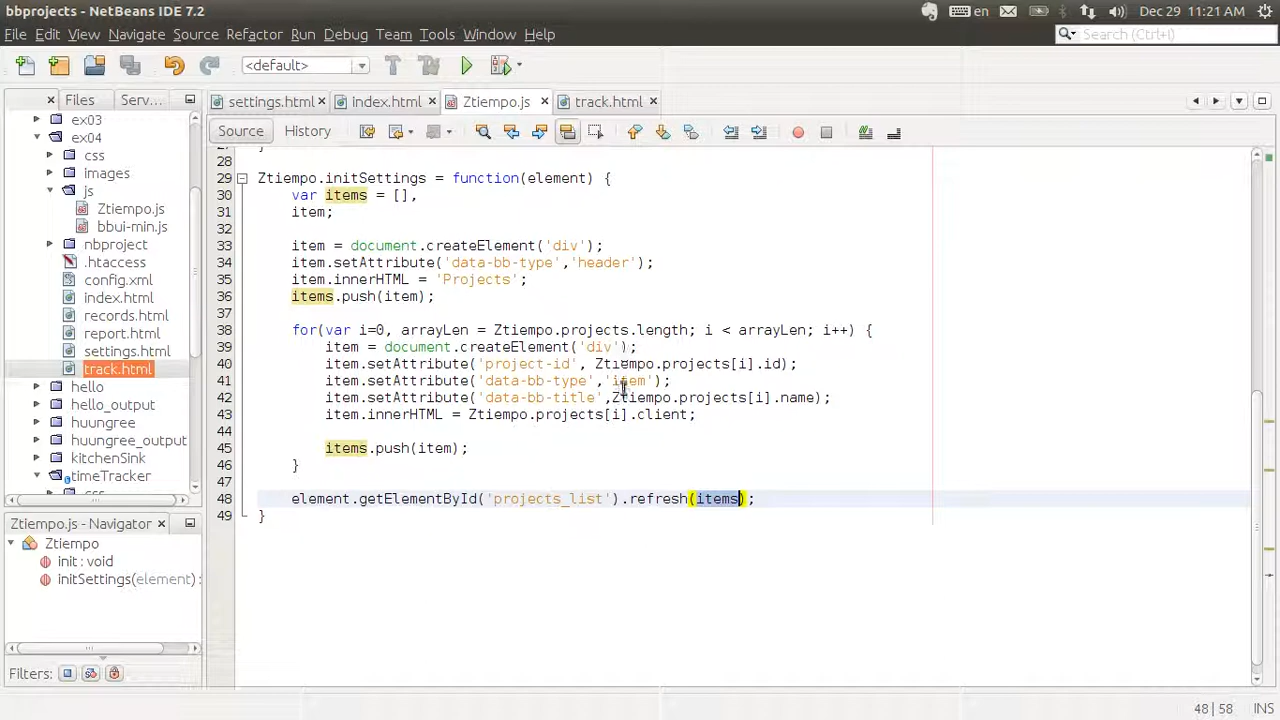 bbprojects - NetBeans IDE 7.2
en
Dec 29 11:21 AM
File Edit View Navigate Source Refactor Run Debug Team Tools Window Help
Search (Ctrl+I)
<default>
Files Serv...
settings.html index.html Ztiempo.js track.html
Source History
ex03
ex04
css
images
js
Ztiempo.js
bbui-min.js
nbproject
.htaccess
config.xml
index.html
records.html
report.html
settings.html
track.html
hello
hello_output
huungree
huungree_output
kitchenSink
timeTracker
Ztiempo.js - Navigator
Ztiempo
init : void
initSettings(element) :
Filters:
28
29 Ztiempo.initSettings = function(element) {
30 var items = [],
31 item;
32
33 item = document.createElement('div');
34 item.setAttribute('data-bb-type','header');
35 item.innerHTML = 'Projects';
36 items.push(item);
37
38 for(var i=0, arrayLen = Ztiempo.projects.length; i < arrayLen; i++) {
39 item = document.createElement('div');
40 item.setAttribute('project-id', Ztiempo.projects[i].id);
41 item.setAttribute('data-bb-type','item');
42 item.setAttribute('data-bb-title',Ztiempo.projects[i].name);
43 item.innerHTML = Ztiempo.projects[i].client;
44
45 items.push(item);
46 }
47
48 element.getElementById('projects_list').refresh(items);
49 }
48 | 58 INS